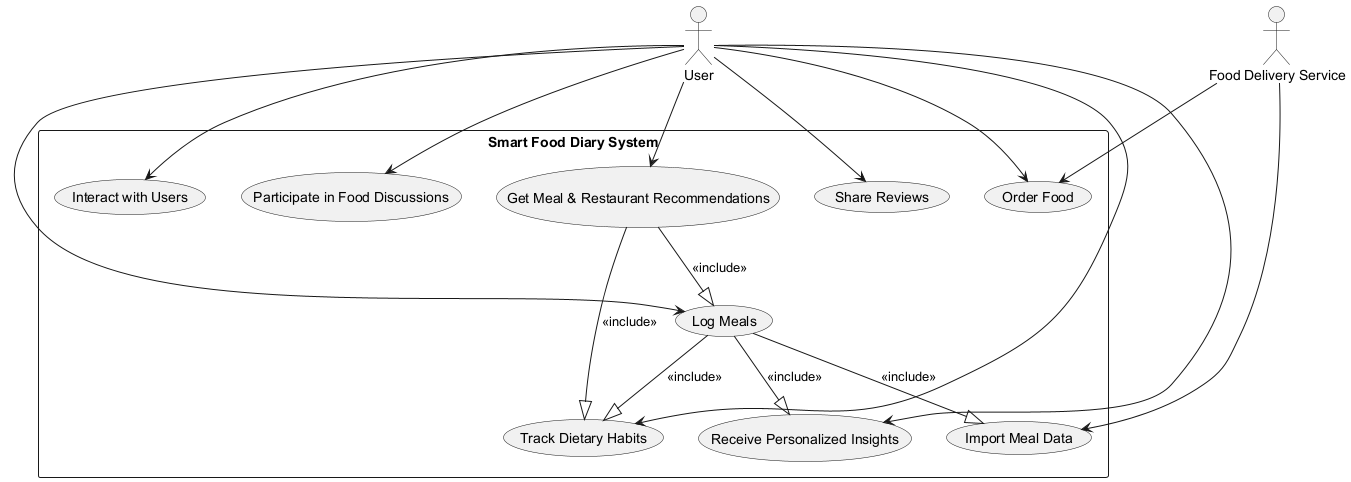 User
Food Delivery Service
Smart Food Diary System
Interact with Users
Participate in Food Discussions
Get Meal & Restaurant Recommendations
Share Reviews
Order Food
«include»
Log Meals
«include»
«include»
«include»
«include»
Track Dietary Habits
Receive Personalized Insights
Import Meal Data